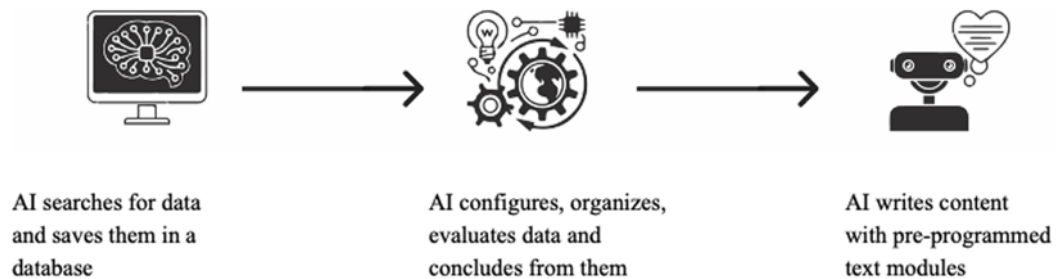 W
AI searches for data
and saves them in a
database
AI configures, organizes,
evaluates data and
concludes from them
AI writes content
with pre-programmed
text modules